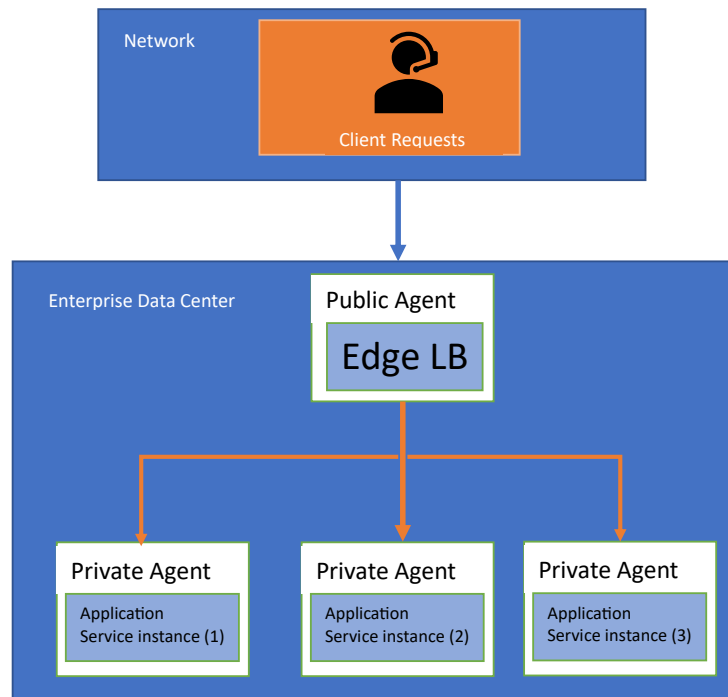 Network
Client Requests
Enterprise Data Center
Public Agent
Edge LB
Private Agent
Application
Service instance (1)
Private Agent
Application
Service instance (2)
Private Agent
Application
Service instance (3)